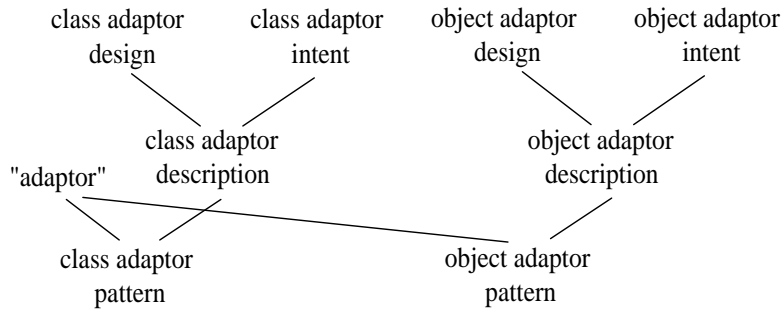 class adaptor
design
class adaptor
intent
object adaptor
design
object adaptor
intent
class adaptor
description
object adaptor
description
"adaptor"
class adaptor
pattern
object adaptor
pattern